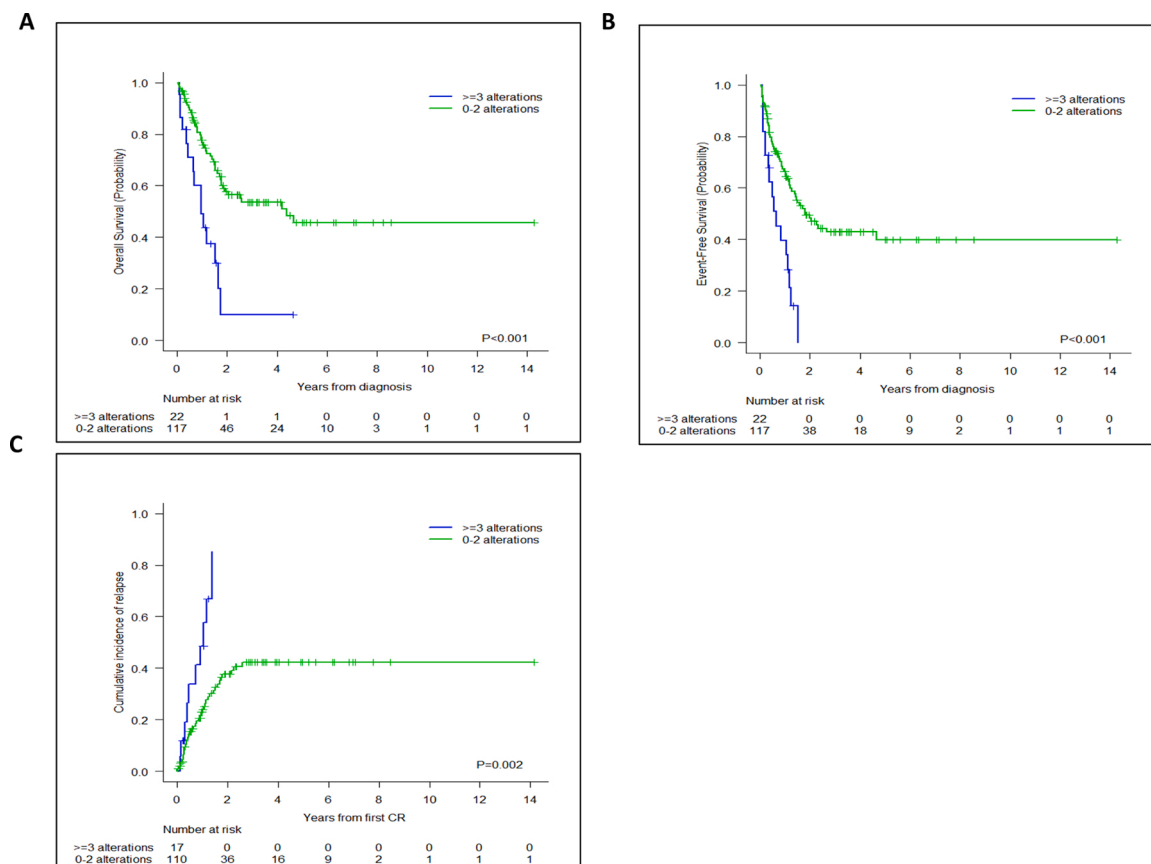 A
>=3 alterations
0-2 alterations
Overall Survival (Probability)
1.0
0.8
0.6
0.4
0.2
0.0
P<0.001
0 2 4 6 8 10 12 14
Years from diagnosis
Number at risk
>=3 alterations 22 1 1 0 0 0 0 0
0-2 alterations 117 46 24 10 3 1 1 1
B
>=3 alterations
0-2 alterations
Event-Free Survival (Probability)
1.0
0.8
0.6
0.4
0.2
0.0
P<0.001
0 2 4 6 8 10 12 14
Years from diagnosis
Number at risk
>=3 alterations 22 0 0 0 0 0 0 0
0-2 alterations 117 38 18 9 2 1 1 1
C
>=3 alterations
0-2 alterations
Cumulative incidence of relapse
1.0
0.8
0.6
0.4
0.2
0.0
P=0.002
0 2 4 6 8 10 12 14
Years from first CR
Number at risk
>=3 alterations 17 0 0 0 0 0 0 0
0-2 alterations 110 36 16 9 2 1 1 1